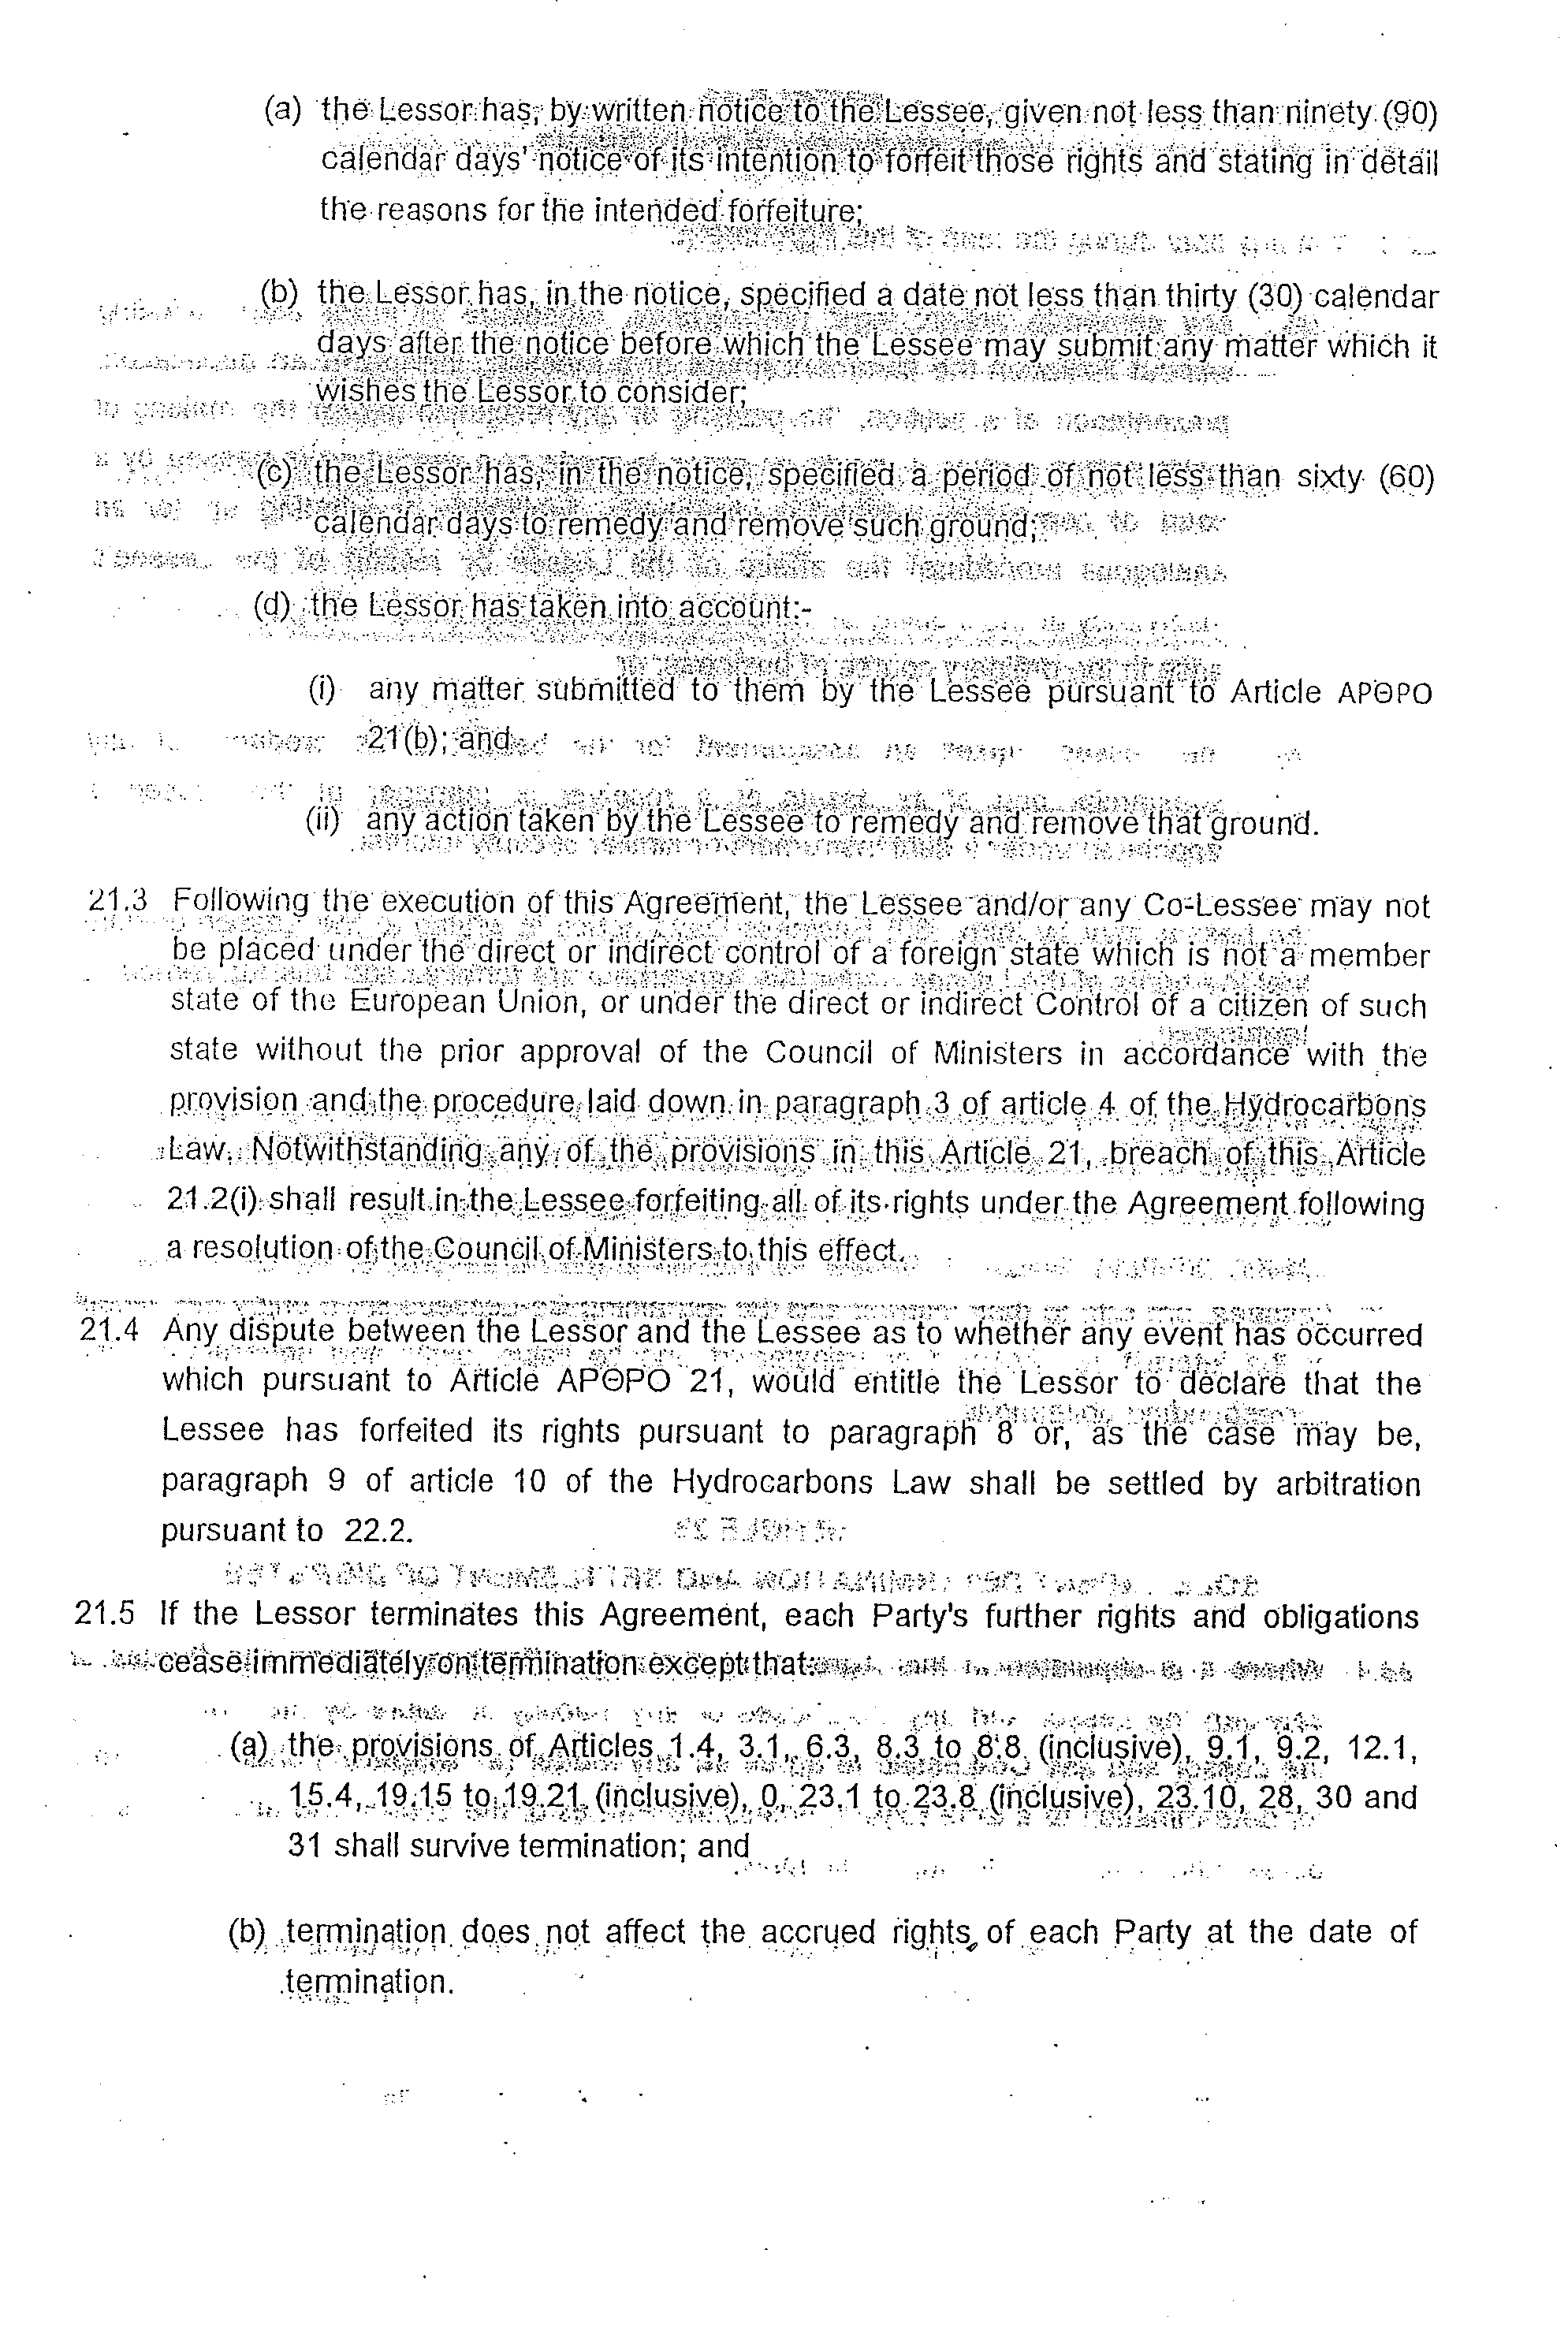 (a) the Lessor has, by written notice to the Lessee, given not less than ninety (90)
calendar days' notice of its intention to forfeit those rights and stating in detail
the reasons for the intended forfeiture;
(b) the Lessor has, in the notice, specified a date not less than thirty (30) calendar
days after the notice before which the Lessee may submit any matter which it
wishes the Lessor to consider;
(c) the Lessor has, in the notice, specified a period of not less than sixty (60)
calendar days to remedy and remove such ground;
(d) the Lessor has taken into account:-
(i) any matter submitted to them by the Lessee pursuant to Article ΑΡΘΡΟ
21(b); and
(ii) any action taken by the Lessee to remedy and remove that ground.
21.3 Following the execution of this Agreement, the Lessee and/or any Co-Lessee may not
be placed under the direct or indirect control of a foreign state which is not a member
state of the European Union, or under the direct or indirect Control of a citizen of such
state without the prior approval of the Council of Ministers in accordance with the
provision and the procedure laid down in paragraph 3 of article 4 of the Hydrocarbons
Law. Notwithstanding any of the provisions in this Article 21, breach of this Article
21.2(i) shall result in the Lessee forfeiting all of its rights under the Agreement following
a resolution of the Council of Ministers to this effect.
21.4 Any dispute between the Lessor and the Lessee as to whether any event has occurred
which pursuant to Article ΑΡΘΡΟ 21, would entitle the Lessor to declare that the
Lessee has forfeited its rights pursuant to paragraph 8 or, as the case may be,
paragraph 9 of article 10 of the Hydrocarbons Law shall be settled by arbitration
pursuant to 22.2.
21.5 If the Lessor terminates this Agreement, each Party's further rights and obligations
cease immediately on termination except that:
(a) the provisions of Articles 1.4, 3.1, 6.3, 8.3 to 8.8 (inclusive), 9.1, 9.2, 12.1,
15.4, 19.15 to 19.21 (inclusive), 0, 23.1 to 23.8 (inclusive), 23.10, 28, 30 and
31 shall survive termination; and
(b) termination does not affect the accrued rights of each Party at the date of
termination.